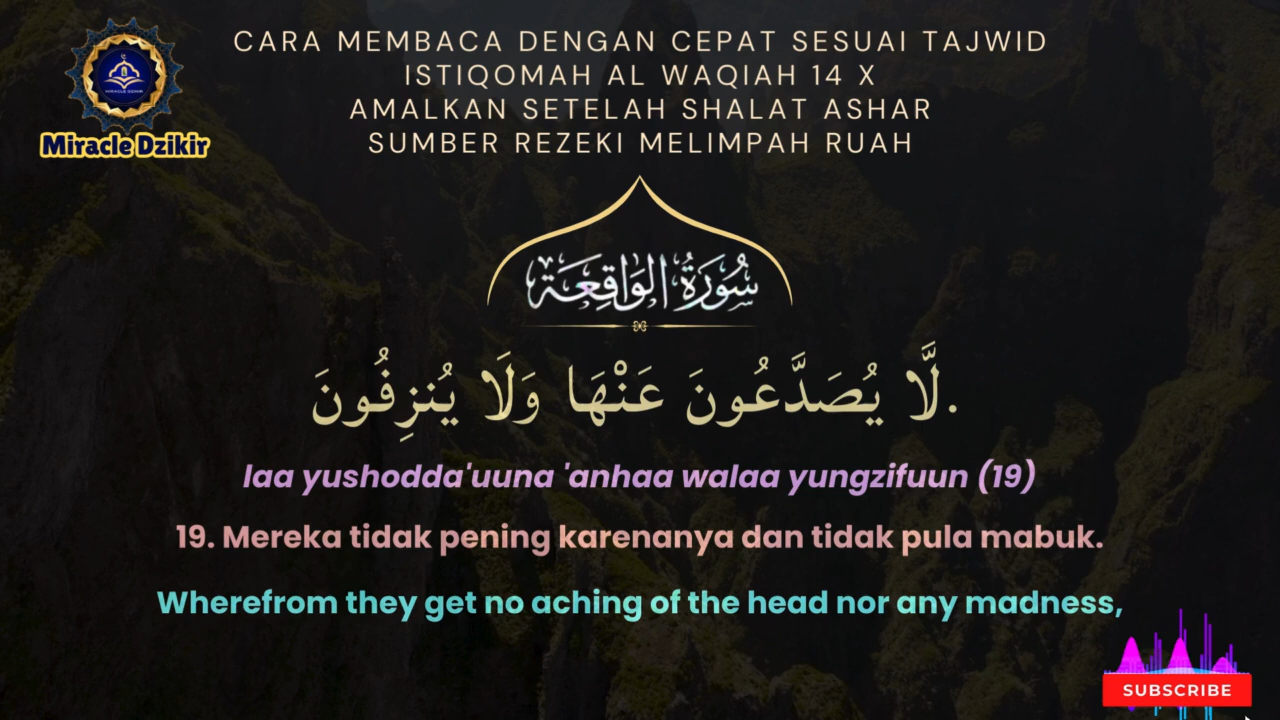 CARA MEMBACA DENGAN CEPAT SESUAI TAJWID
ISTIQOMAH AL WAQIAH 14 X
AMALKAN SETELAH SHALAT ASHAR
SUMBER REZEKI MELIMPAH RUAH
MIRACLE DZIKIR
Miracle Dzikir
سُورَةُ الوَاقِعَة
لَّا يُصَدَّعُونَ عَنْهَا وَلَا يُنزِفُونَ.
laa yushodda'uuna 'anhaa walaa yungzifuun (19)
19. Mereka tidak pening karenanya dan tidak pula mabuk.
Wherefrom they get no aching of the head nor any madness,
SUBSCRIBE